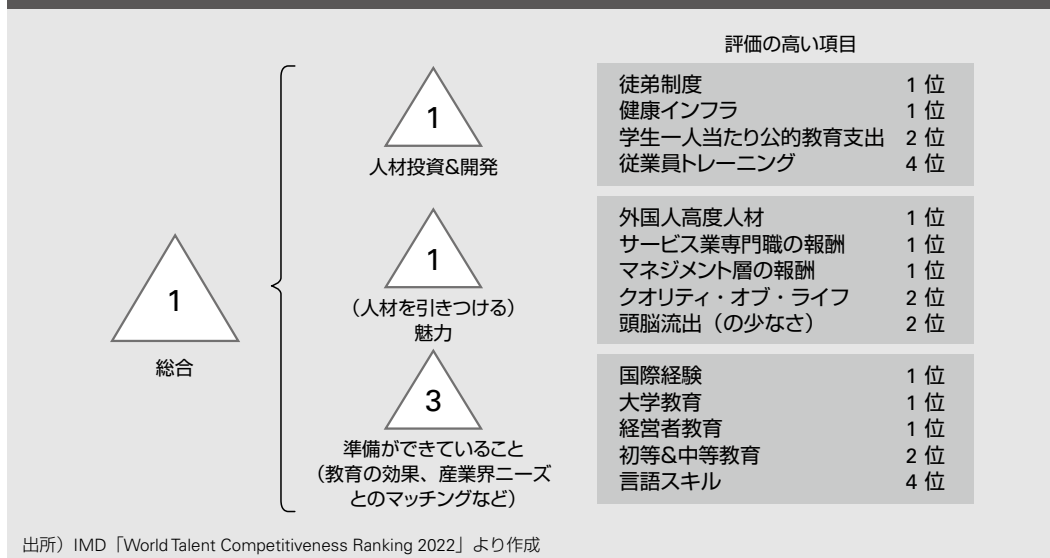 評価の高い項目
1
総合
1
人材投資&開発
徒弟制度 1 位
健康インフラ 1 位
学生一人当たり公的教育支出 2 位
従業員トレーニング 4 位
1
(人材を引きつける)
魅力
外国人高度人材 1 位
サービス業専門職の報酬 1 位
マネジメント層の報酬 1 位
クオリティ・オブ・ライフ 2 位
頭脳流出（の少なさ） 2 位
3
準備ができていること
(教育の効果、産業界ニーズ
とのマッチングなど)
国際経験 1 位
大学教育 1 位
経営者教育 1 位
初等&中等教育 2 位
言語スキル 4 位
出所）IMD「World Talent Competitiveness Ranking 2022」より作成